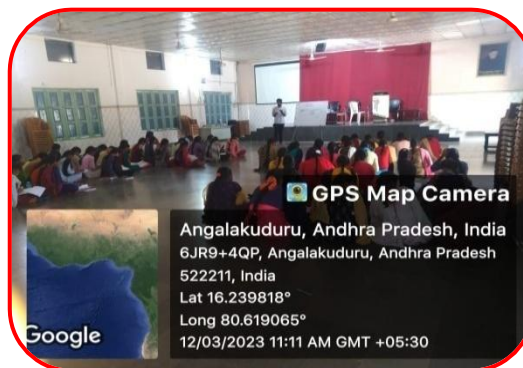 GPS Map Camera
Angalakuduru, Andhra Pradesh, India
6JR9+4QP, Angalakuduru, Andhra Pradesh
522211, India
Lat 16.239818°
Long 80.619065°
12/03/2023 11:11 AM GMT +05:30
Google